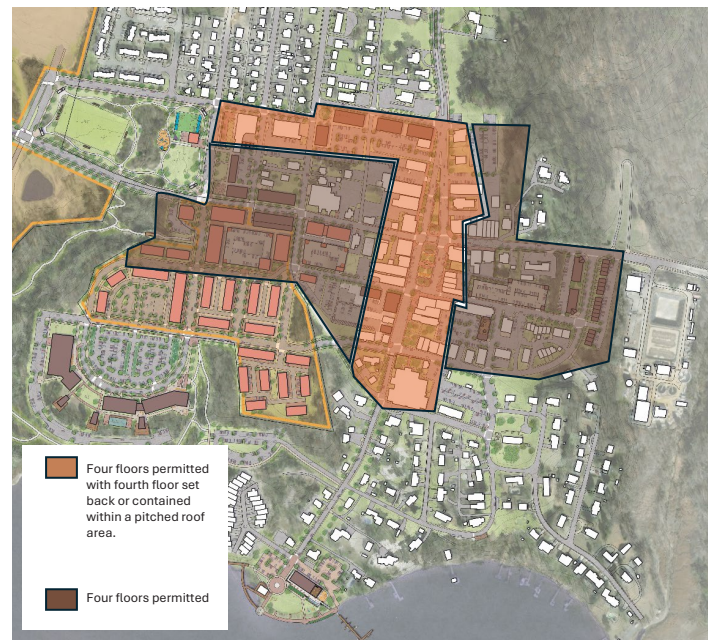 Four floors permitted
with fourth floor set
back or contained
within a pitched roof
area.
Four floors permitted